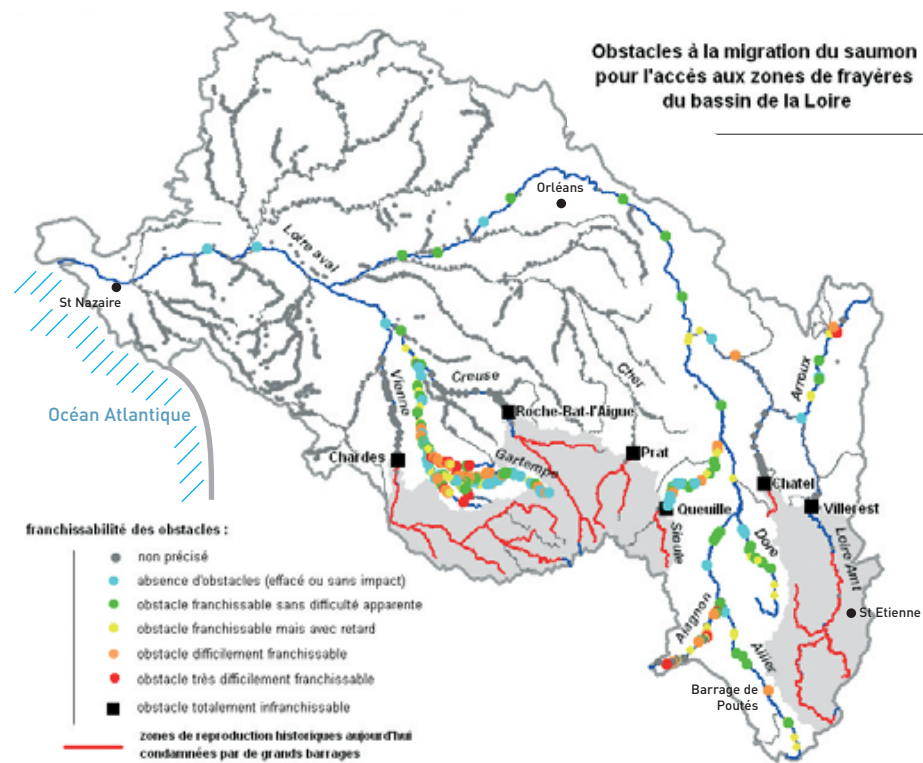 Obstacles à la migration du saumon
pour l'accès aux zones de frayères
du bassin de la Loire
Orléans
Loire aval
St Nazaire
Océan Atlantique
Vienne
Creuse
Cher
Arroux
Roche-Bat-l'Aigue
Chardes
Gartempe
Prat
Chatel
Queuille
Villerest
Sioule
Dore
Loire Amt
St Etienne
Alagnon
Allier
Barrage de
Poutés
franchissabilité des obstacles :
non précisé
absence d'obstacles (effacé ou sans impact)
obstacle franchissable sans difficulté apparente
obstacle franchissable mais avec retard
obstacle difficilement franchissable
obstacle très difficilement franchissable
obstacle totalement infranchissable
zones de reproduction historiques aujourd'hui
condamnées par de grands barrages